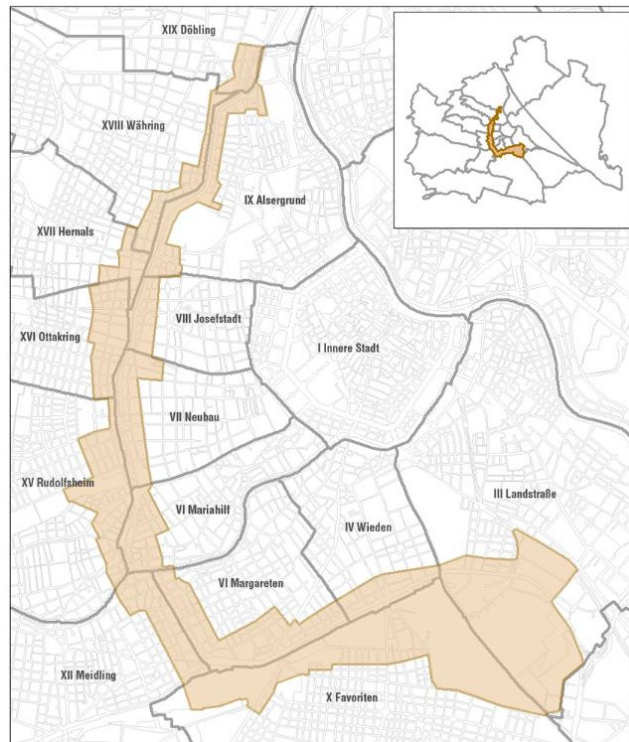 XIX Döbling
XVIII Währing
IX Alsergrund
XVII Hernals
VIII Josefstadt
XVI Ottakring
I Innere Stadt
VII Neubau
XV Rudolfsheim
III Landstraße
VI Mariahilf
IV Wieden
VI Margareten
XII Meidling
X Favoriten